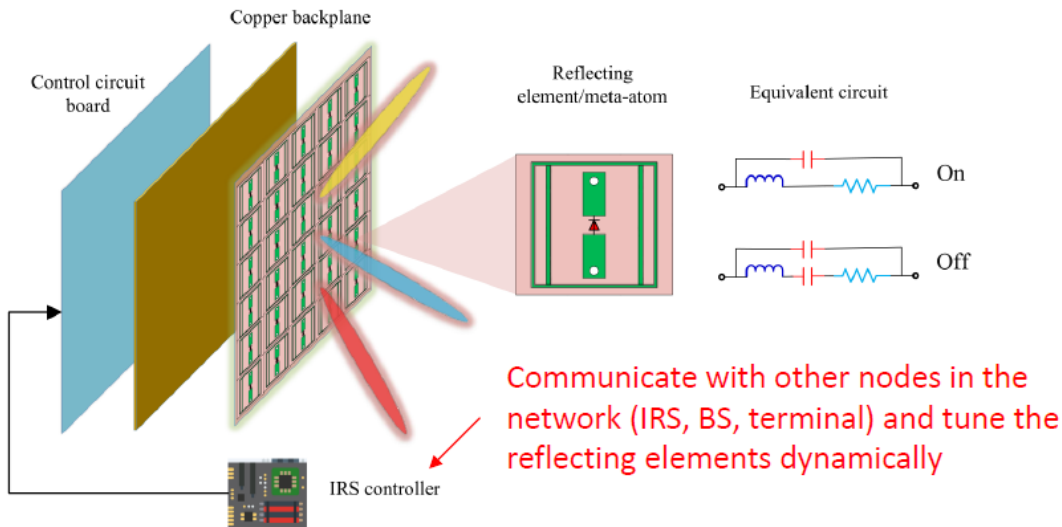 Copper backplane
Control circuit
board
Reflecting
element/meta-atom
Equivalent circuit
On
Off
Communicate with other nodes in the
network (IRS, BS, terminal) and tune the
reflecting elements dynamically
IRS controller